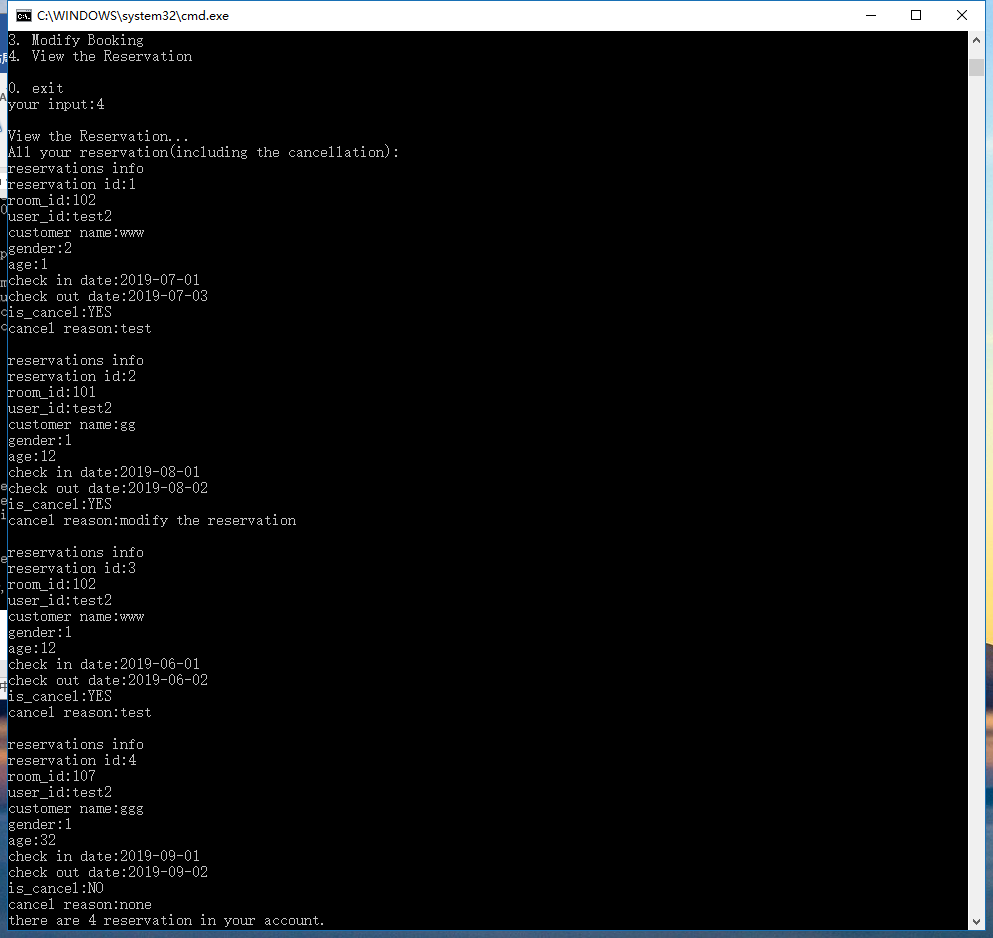 C:\WINDOWS\system32\cmd.exe
3. Modify Booking
4. View the Reservation
0. exit
your input:4
View the Reservation...
All your reservation(including the cancellation):
reservations info
reservation id:1
room_id:102
user_id:test2
customer name:www
gender:2
age:1
check in date:2019-07-01
check out date:2019-07-03
is_cancel:YES
cancel reason:test
reservations info
reservation id:2
room_id:101
user_id:test2
customer name:gg
gender:1
age:12
check in date:2019-08-01
check out date:2019-08-02
is_cancel:YES
cancel reason:modify the reservation
reservations info
reservation id:3
room_id:102
user_id:test2
customer name:www
gender:1
age:12
check in date:2019-06-01
check out date:2019-06-02
is_cancel:YES
cancel reason:test
reservations info
reservation id:4
room_id:107
user_id:test2
customer name:ggg
gender:1
age:32
check in date:2019-09-01
check out date:2019-09-02
is_cancel:NO
cancel reason:none
there are 4 reservation in your account.